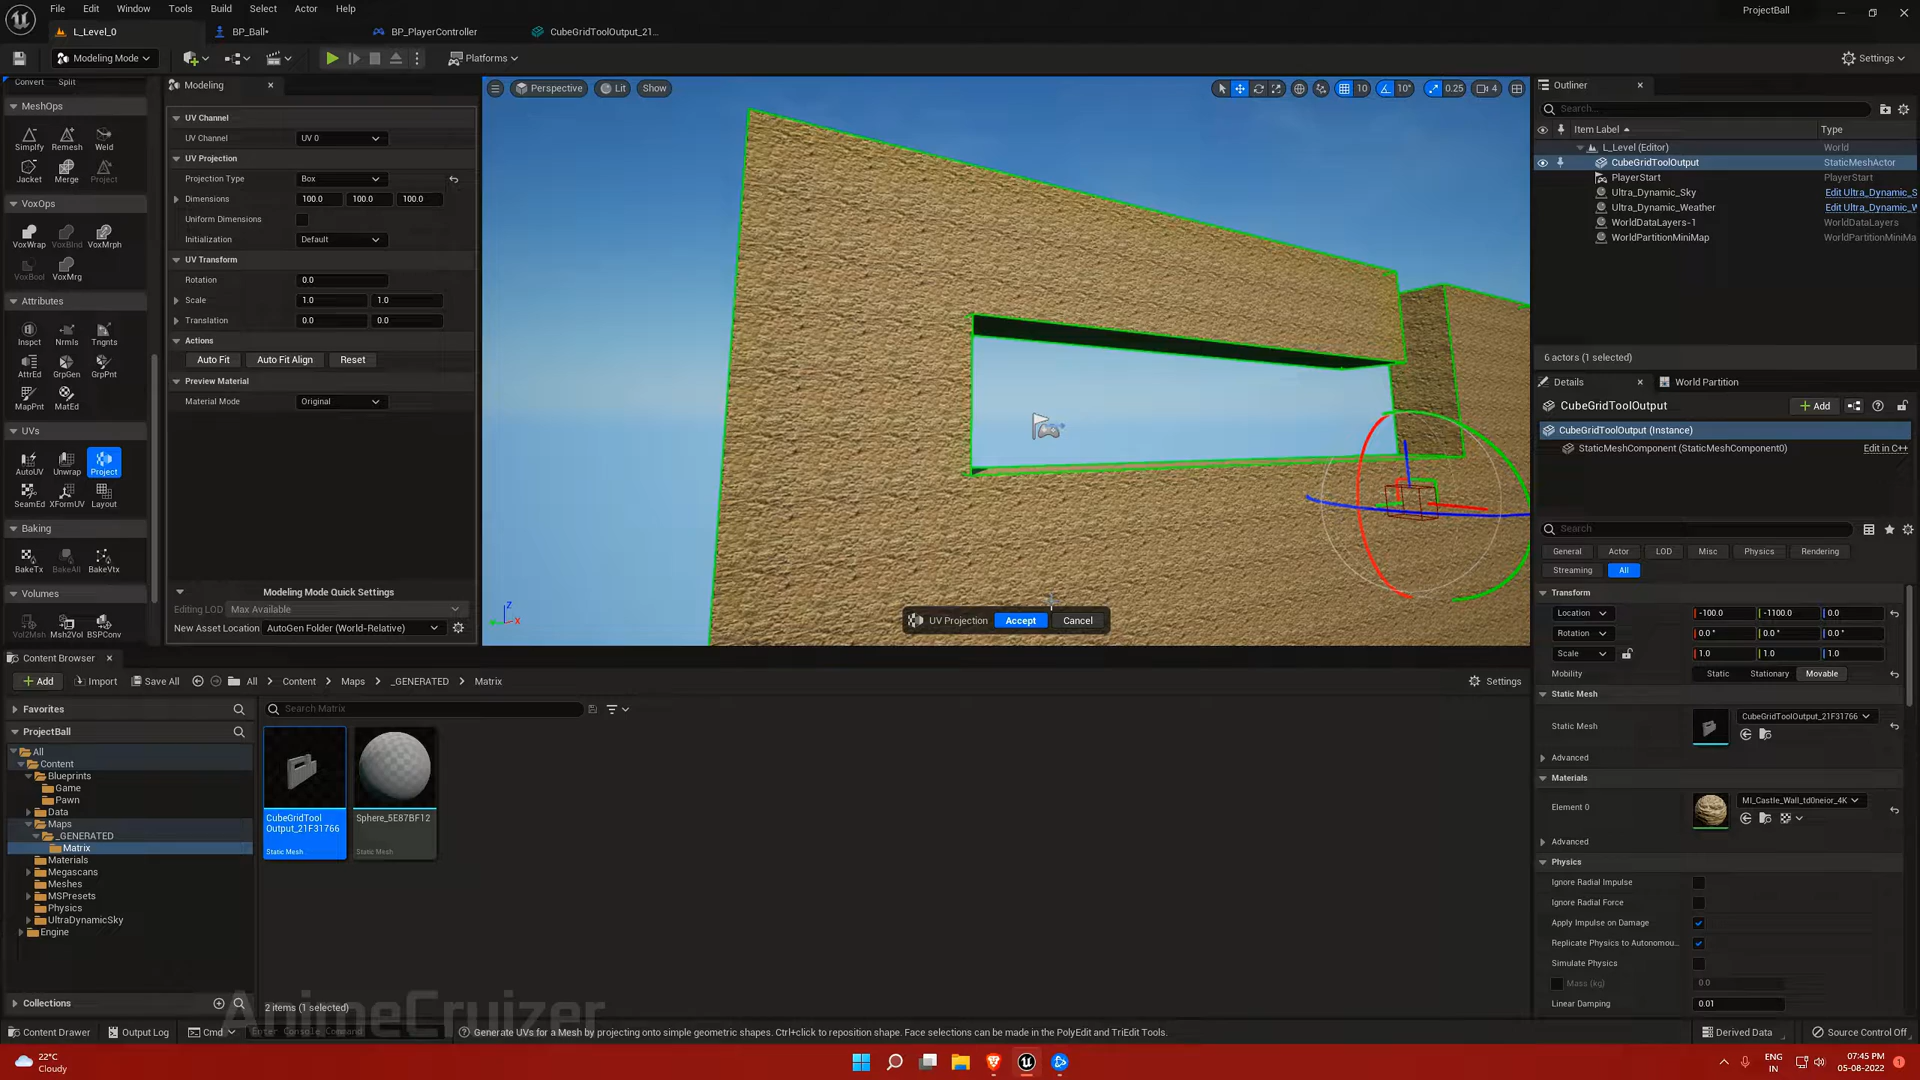 File Edit Window Tools Build Select Actor Help
ProjectBall
L_Level_0
BP_Ball*
BP_PlayerController
CubeGridToolOutput_21...
Modeling Mode
Platforms
Settings
Convert Split
MeshOps
Simplfy Remesh Weld
Jacket Merge Project
VoxOps
VoxWrap VoxBlnd VoxMrph
VoxBool VoxMrg
Attributes
Inspct Nrmls Tngnts
AttrEd GrpGen GrpPnt
MapPnt MatEd
UVs
AutoUV Unwrap Project
SeamEd XFormUV Layout
Baking
BakeTx BakeAll BakeVtx
Volumes
Vol2Msh Msh2Vol BSPConv
Modeling
UV Channel
UV Channel UV 0
UV Projection
Projection Type Box
Dimensions 100.0 100.0 100.0
Uniform Dimensions
Initialization Default
UV Transform
Rotation 0.0
Scale 1.0 1.0
Translation 0.0 0.0
Actions
Auto Fit Auto Fit Align Reset
Preview Material
Material Mode Original
Modeling Mode Quick Settings
Editing LOD Max Available
New Asset Location AutoGen Folder (World-Relative)
Perspective Lit Show
10 10° 0.25 4
Z
X
UV Projection Accept Cancel
Outliner
Search...
Item Label Type
L_Level (Editor) World
CubeGridToolOutput StaticMeshActor
PlayerStart PlayerStart
Ultra_Dynamic_Sky Edit Ultra_Dynamic_S
Ultra_Dynamic_Weather Edit Ultra_Dynamic_W
WorldDataLayers-1 WorldDataLayers
WorldPartitionMiniMap WorldPartitionMiniMa
6 actors (1 selected)
Details World Partition
CubeGridToolOutput Add
CubeGridToolOutput (Instance)
StaticMeshComponent (StaticMeshComponent0) Edit in C++
Search
General Actor LOD Misc Physics Rendering
Streaming All
Transform
Location -100.0 -1100.0 0.0
Rotation 0.0 ° 0.0 ° 0.0 °
Scale 1.0 1.0 1.0
Mobility Static Stationary Movable
Static Mesh
Static Mesh CubeGridToolOutput_21F31766
Advanced
Materials
Element 0 MI_Castle_Wall_td0neior_4K
Advanced
Physics
Ignore Radial Impulse
Ignore Radial Force
Apply Impulse on Damage
Replicate Physics to Autonomou...
Simulate Physics
Mass (kg) 0.0
Linear Damping 0.01
Content Browser
Add Import Save All All Content Maps _GENERATED Matrix
Settings
Favorites
ProjectBall
All
Content
Blueprints
Game
Pawn
Data
Maps
_GENERATED
Matrix
Materials
Megascans
Meshes
MSPresets
Physics
UltraDynamicSky
Engine
Collections
Search Matrix
CubeGridTool
Output_21F31766
Static Mesh
Sphere_5E87BF12
Static Mesh
2 items (1 selected)
AnimeCruizer
Content Drawer Output Log Cmd Enter Console Command
Generate UVs for a Mesh by projecting onto simple geometric shapes. Ctrl+click to reposition shape. Face selections can be made in the PolyEdit and TriEdit Tools.
Derived Data Source Control Off
22°C
Cloudy
ENG
IN
07:45 PM
05-08-2022
1